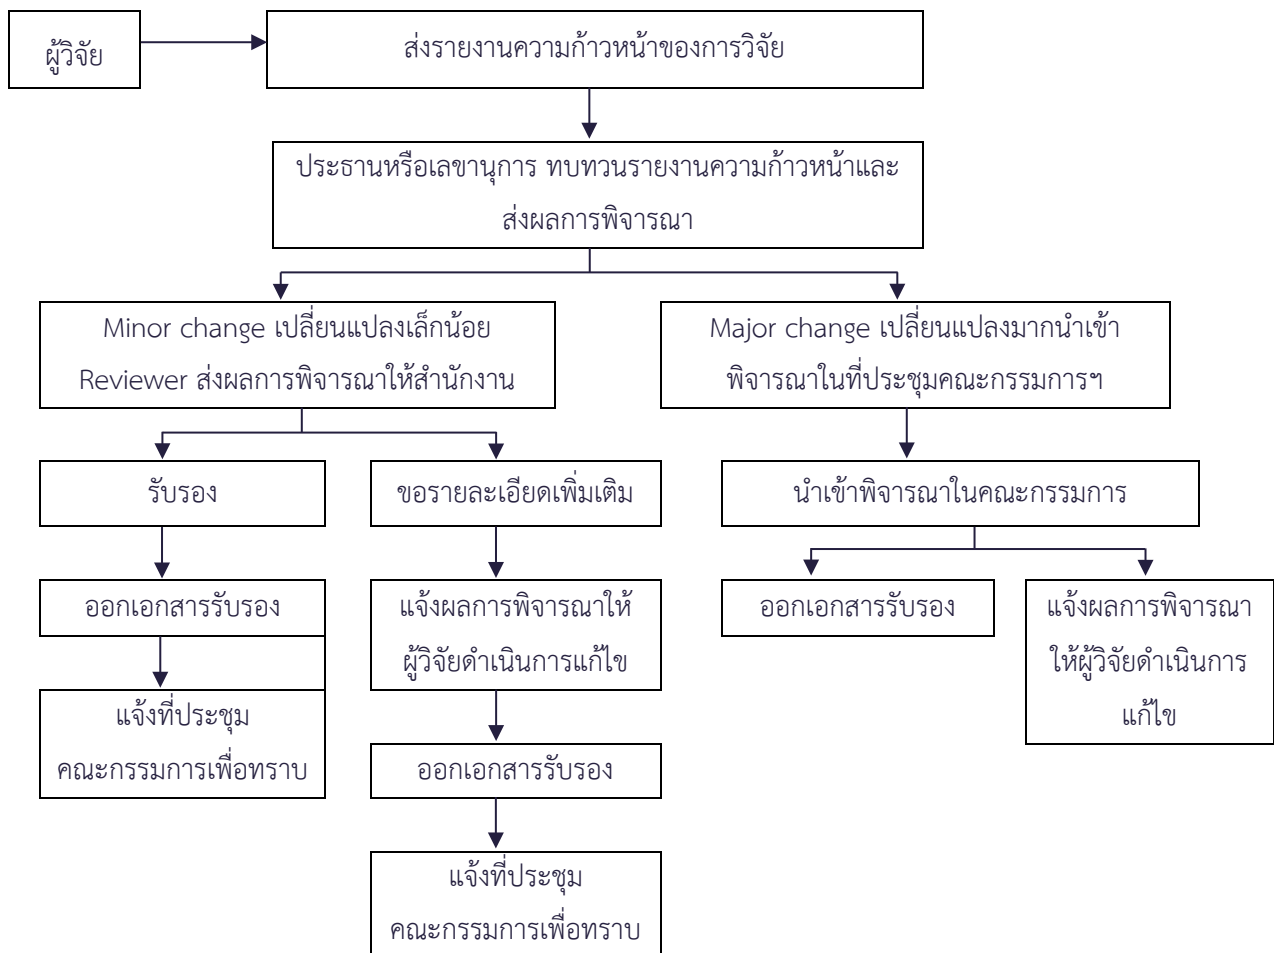 ผู้วิจัย
ส่งรายงานความก้าวหน้าของการวิจัย
ประธานหรือเลขานุการ ทบทวนรายงานความก้าวหน้าและ
ส่งผลการพิจารณา
Minor change เปลี่ยนแปลงเล็กน้อย
Reviewer ส่งผลการพิจารณาให้สำนักงาน
Major change เปลี่ยนแปลงมากนำเข้า
พิจารณาในที่ประชุมคณะกรรมการฯ
รับรอง
ขอรายละเอียดเพิ่มเติม
นำเข้าพิจารณาในคณะกรรมการ
ออกเอกสารรับรอง
แจ้งผลการพิจารณาให้
ผู้วิจัยดำเนินการแก้ไข
ออกเอกสารรับรอง
แจ้งผลการพิจารณา
ให้ผู้วิจัยดำเนินการ
แก้ไข
แจ้งที่ประชุม
คณะกรรมการเพื่อทราบ
ออกเอกสารรับรอง
แจ้งที่ประชุม
คณะกรรมการเพื่อทราบ